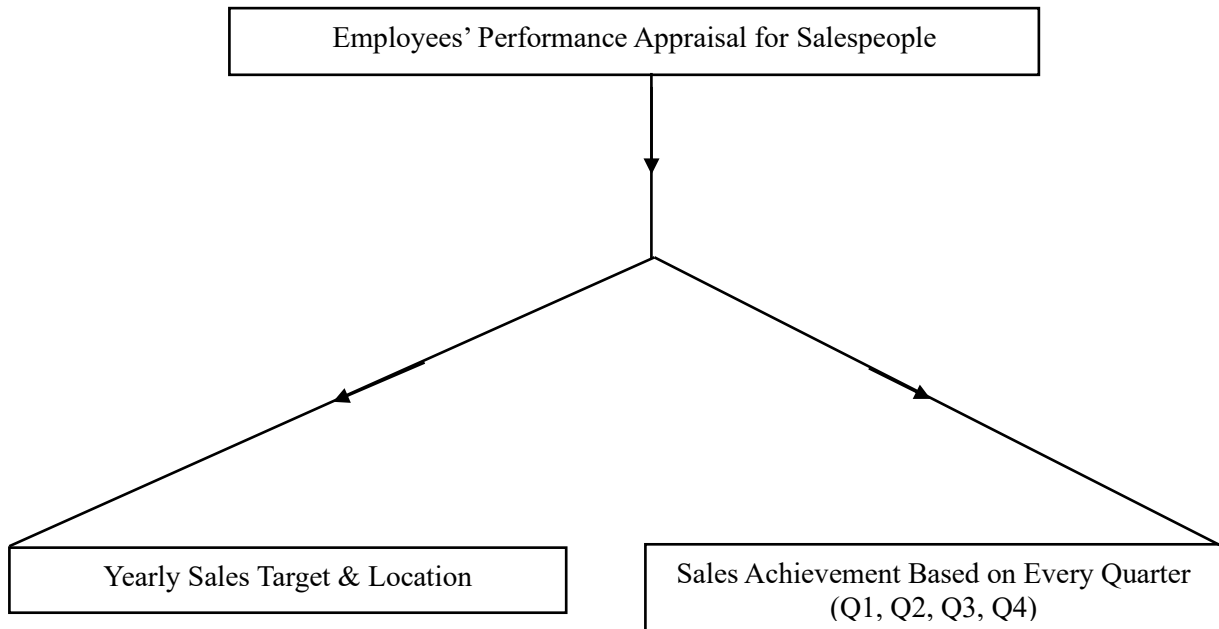 Employees’ Performance Appraisal for Salespeople
Yearly Sales Target & Location
Sales Achievement Based on Every Quarter
(Q1, Q2, Q3, Q4)